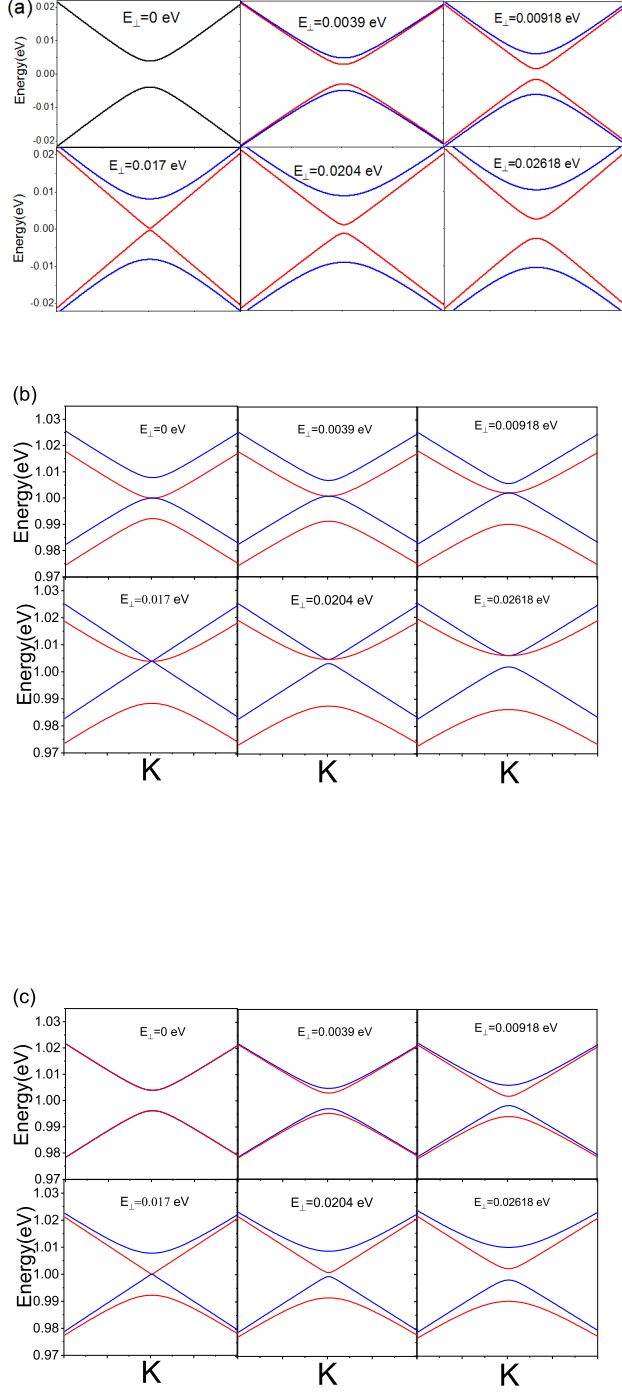 (a)
E⊥=0 eV
E⊥=0.0039 eV
E⊥=0.00918 eV
0.02
0.01
0.00
-0.01
-0.02
Energy(eV)
E⊥=0.017 eV
E⊥=0.0204 eV
E⊥=0.02618 eV
0.02
0.01
0.00
-0.01
-0.02
Energy(eV)
(b)
E⊥=0 eV
E⊥=0.0039 eV
E⊥=0.00918 eV
1.03
1.02
1.01
1.00
0.99
0.98
0.97
Energy(eV)
E⊥=0.017 eV
E⊥=0.0204 eV
E⊥=0.02618 eV
1.03
1.02
1.01
1.00
0.99
0.98
0.97
Energy(eV)
K
K
K
(c)
E⊥=0 eV
E⊥=0.0039 eV
E⊥=0.00918 eV
1.03
1.02
1.01
1.00
0.99
0.98
0.97
Energy(eV)
E⊥=0.017 eV
E⊥=0.0204 eV
E⊥=0.02618 eV
1.03
1.02
1.01
1.00
0.99
0.98
0.97
Energy(eV)
K
K
K